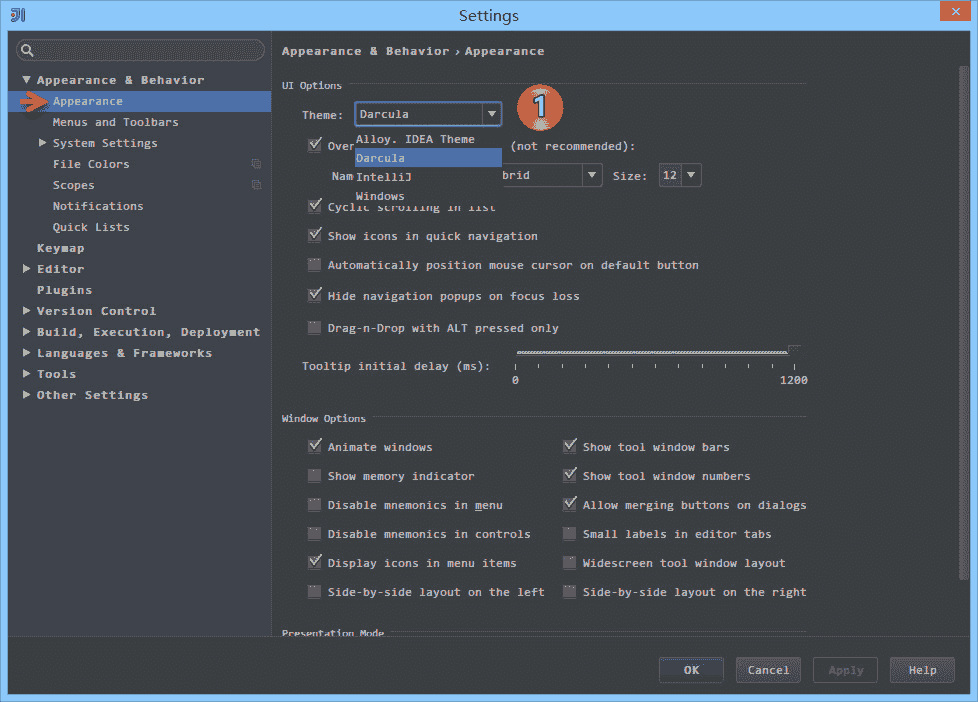 Settings
Appearance & Behavior › Appearance
Appearance & Behavior
Appearance
Menus and Toolbars
System Settings
File Colors
Scopes
Notifications
Quick Lists
Keymap
Editor
Plugins
Version Control
Build, Execution, Deployment
Languages & Frameworks
Tools
Other Settings
UI Options
Theme: Darcula
1
Alloy. IDEA Theme
Darcula
IntelliJ
Windows
(not recommended):
Size: 12
Cyclic scrolling in list
Show icons in quick navigation
Automatically position mouse cursor on default button
Hide navigation popups on focus loss
Drag-n-Drop with ALT pressed only
Tooltip initial delay (ms):
0 1200
Window Options
Animate windows Show tool window bars
Show memory indicator Show tool window numbers
Disable mnemonics in menu Allow merging buttons on dialogs
Disable mnemonics in controls Small labels in editor tabs
Display icons in menu items Widescreen tool window layout
Side-by-side layout on the left Side-by-side layout on the right
Presentation Mode
OK Cancel Apply Help